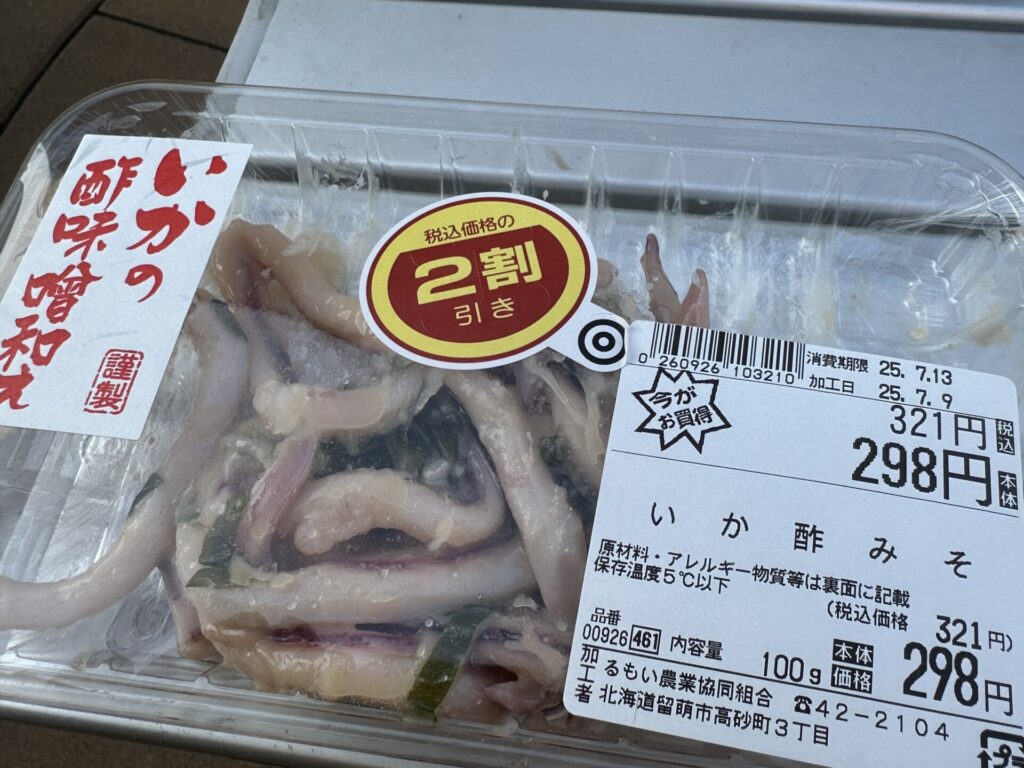 いかの
酢味噌和え
謹製
税込価格の
2割
引き
0 260926 103210
消費期限 25. 7.13
加工日 25. 7. 9
今が
お買得
321円 税込
298円 本体
いか酢みそ
原材料・アレルギー物質等は裏面に記載
保存温度5℃以下
(税込価格 321円)
品番
00926 461 内容量 100g 本体価格 298円
加工者 るもい農業協同組合 ☎42-2104
北海道留萌市高砂町3丁目
プラ